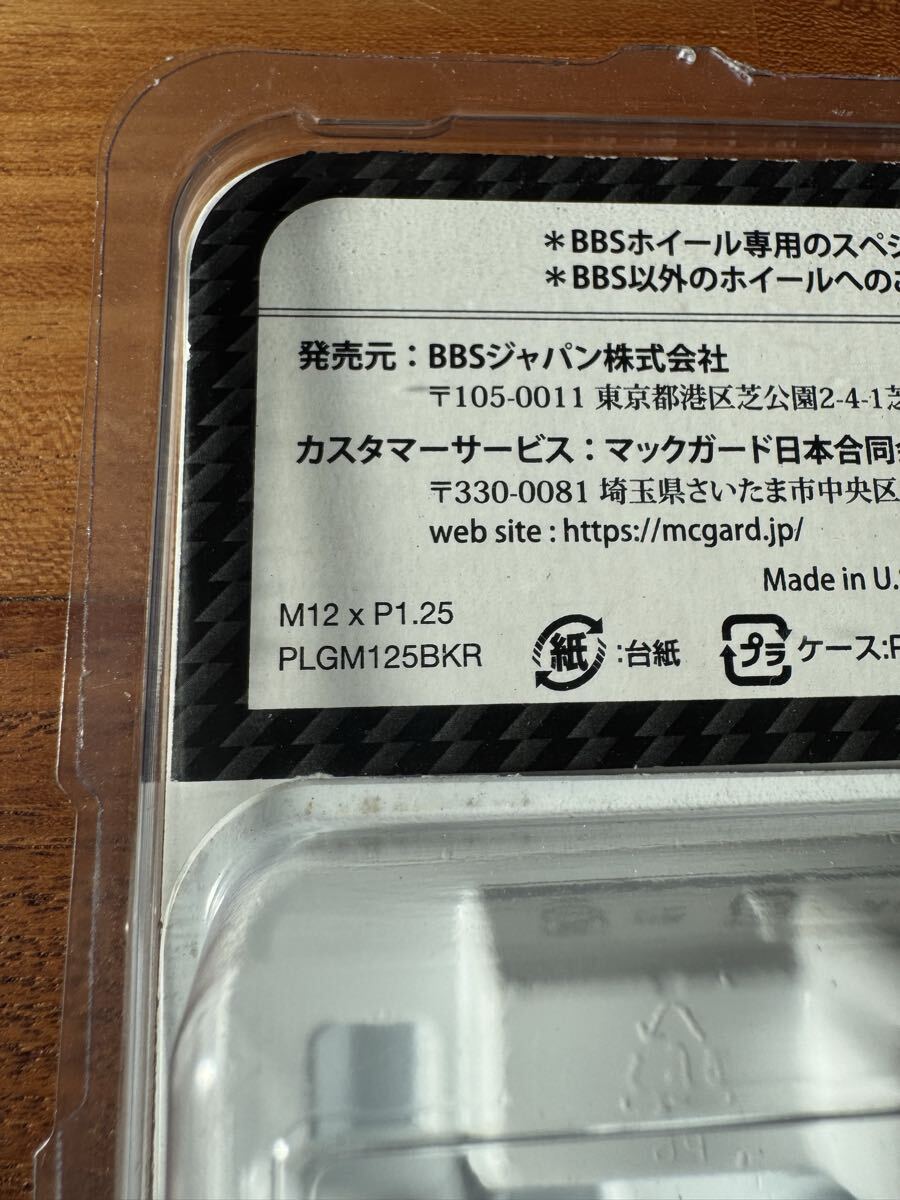 ＊BBSホイール専用のスペシ
＊BBS以外のホイールへの
発売元：BBSジャパン株式会社
〒105-0011 東京都港区芝公園2-4-1
カスタマーサービス：マックガード日本合同
〒330-0081 埼玉県さいたま市中央区
web site : https://mcgard.jp/
Made in U.
M12 x P1.25
PLGM125BKR 紙 :台紙 プラ ケース:P